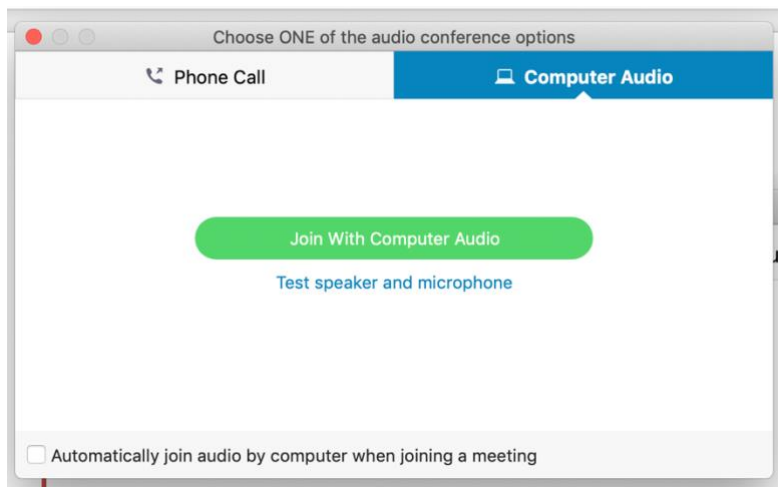 Choose ONE of the audio conference options
Phone Call
Computer Audio
Join With Computer Audio
Test speaker and microphone
Automatically join audio by computer when joining a meeting